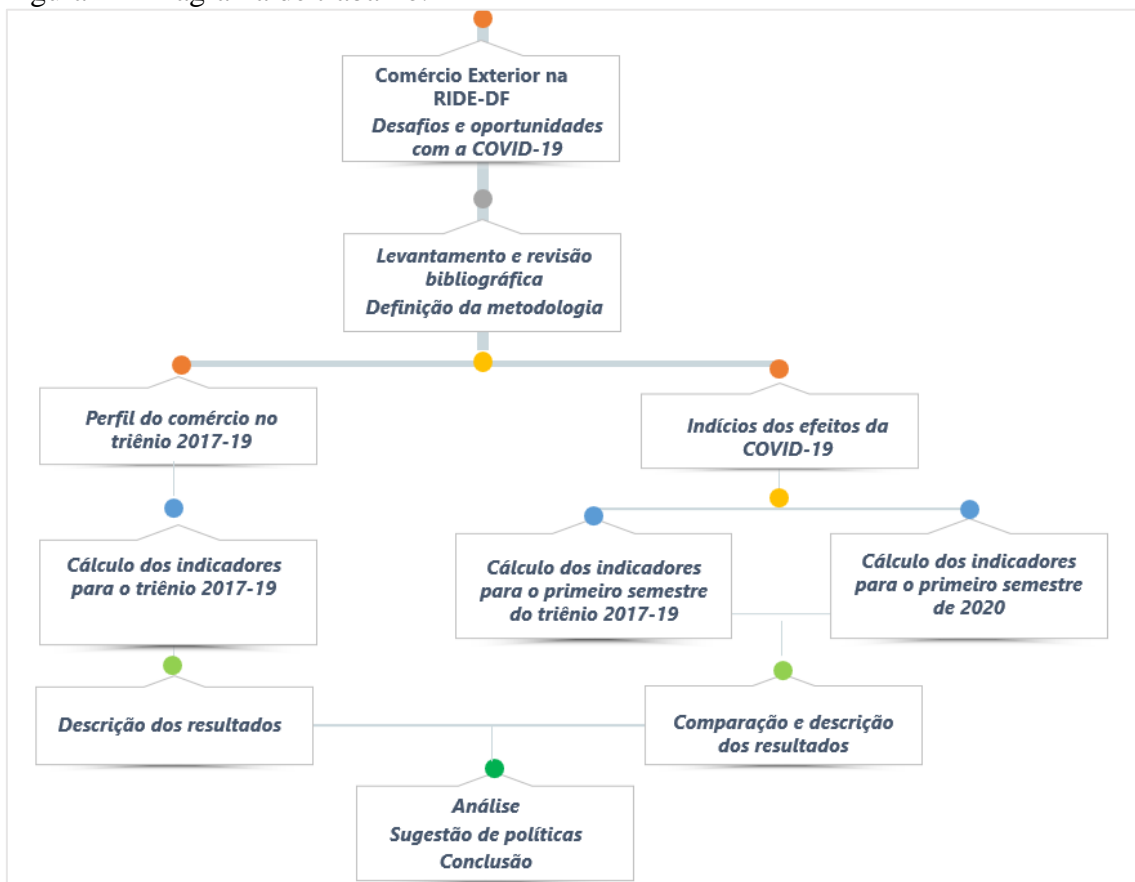 Comércio Exterior na
RIDE-DF
Desafios e oportunidades
com a COVID-19
Levantamento e revisão
bibliográfica
Definição da metodologia
Perfil do comércio no
triênio 2017-19
Indícios dos efeitos da
COVID-19
Cálculo dos indicadores
para o triênio 2017-19
Cálculo dos indicadores
para o primeiro semestre
do triênio 2017-19
Cálculo dos indicadores
para o primeiro semestre
de 2020
Descrição dos resultados
Comparação e descrição
dos resultados
Análise
Sugestão de políticas
Conclusão